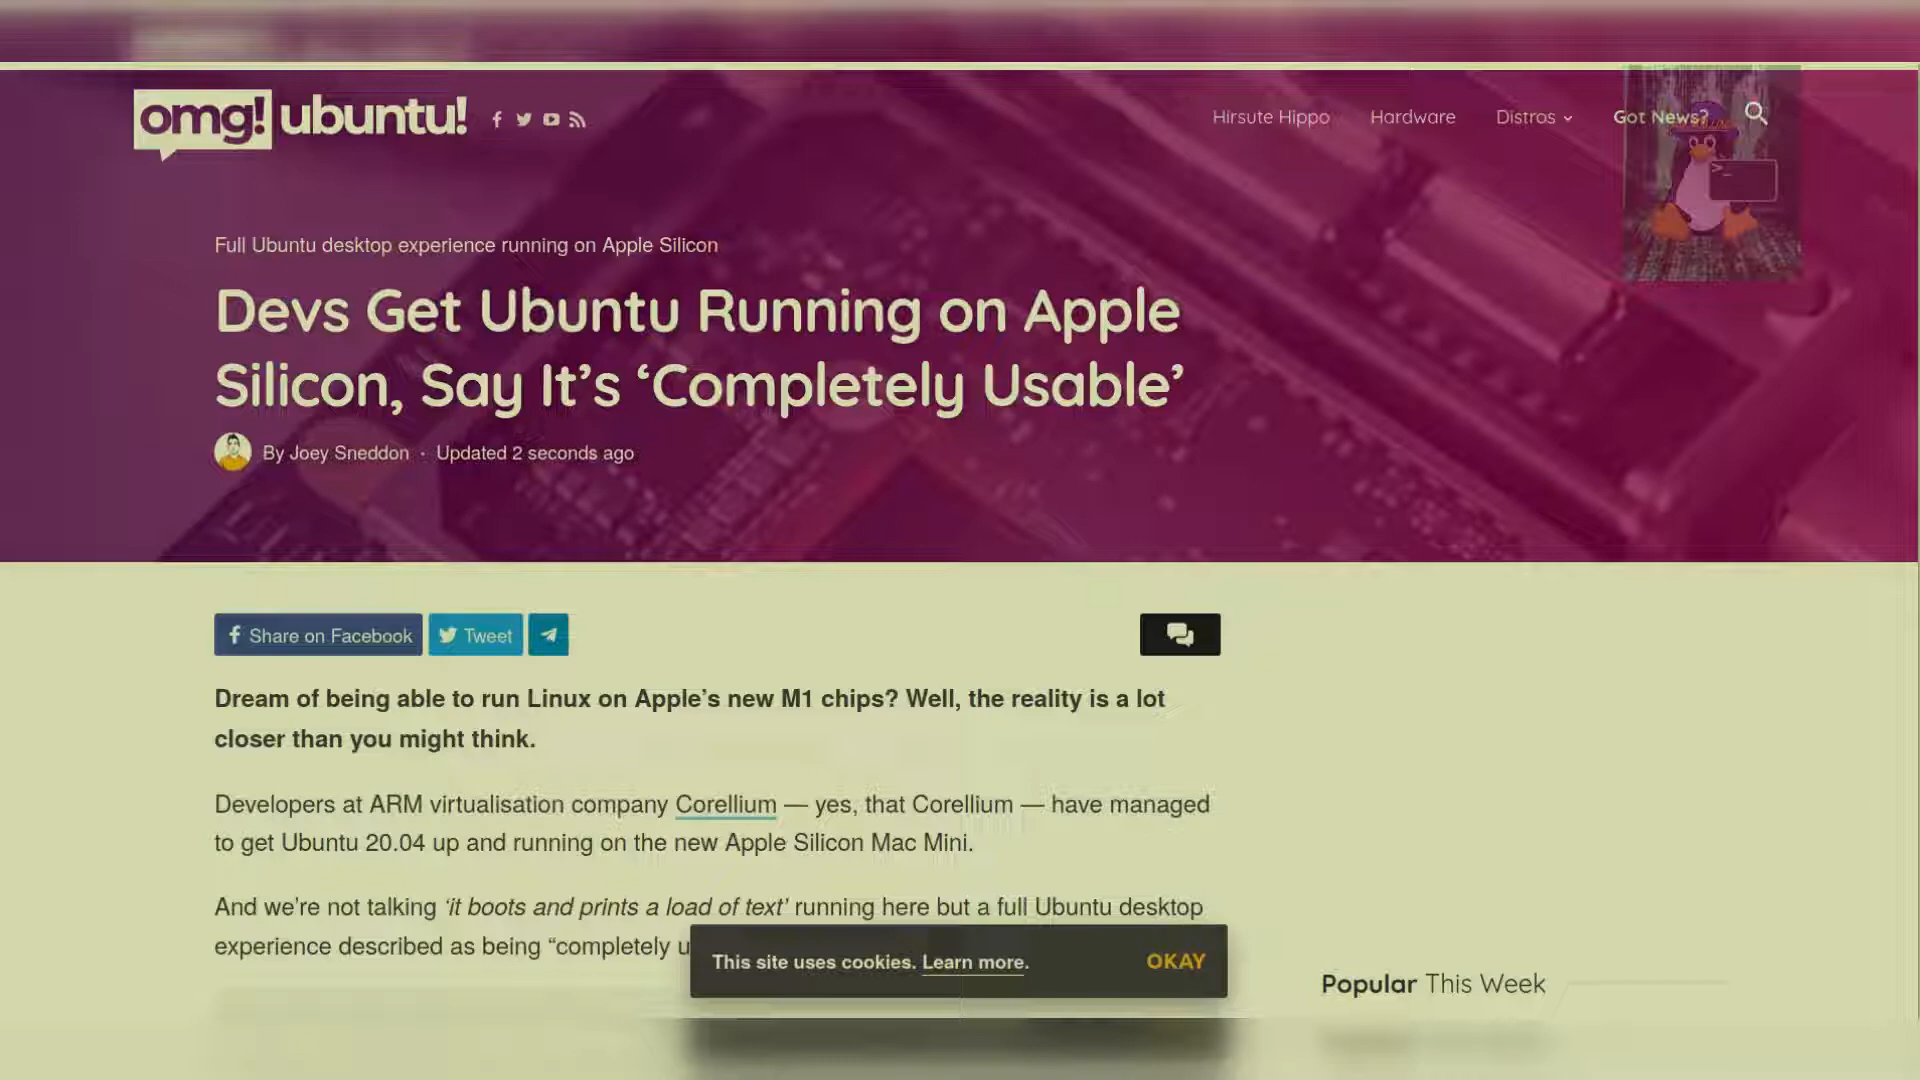 omg! ubuntu!
Hirsute Hippo Hardware Distros Got News?
>_
Full Ubuntu desktop experience running on Apple Silicon
Devs Get Ubuntu Running on Apple
Silicon, Say It’s ‘Completely Usable’
By Joey Sneddon · Updated 2 seconds ago
Share on Facebook Tweet
Dream of being able to run Linux on Apple’s new M1 chips? Well, the reality is a lot
closer than you might think.
Developers at ARM virtualisation company Corellium — yes, that Corellium — have managed
to get Ubuntu 20.04 up and running on the new Apple Silicon Mac Mini.
And we’re not talking ‘it boots and prints a load of text’ running here but a full Ubuntu desktop
experience described as being “completely u
This site uses cookies. Learn more. OKAY
Popular This Week